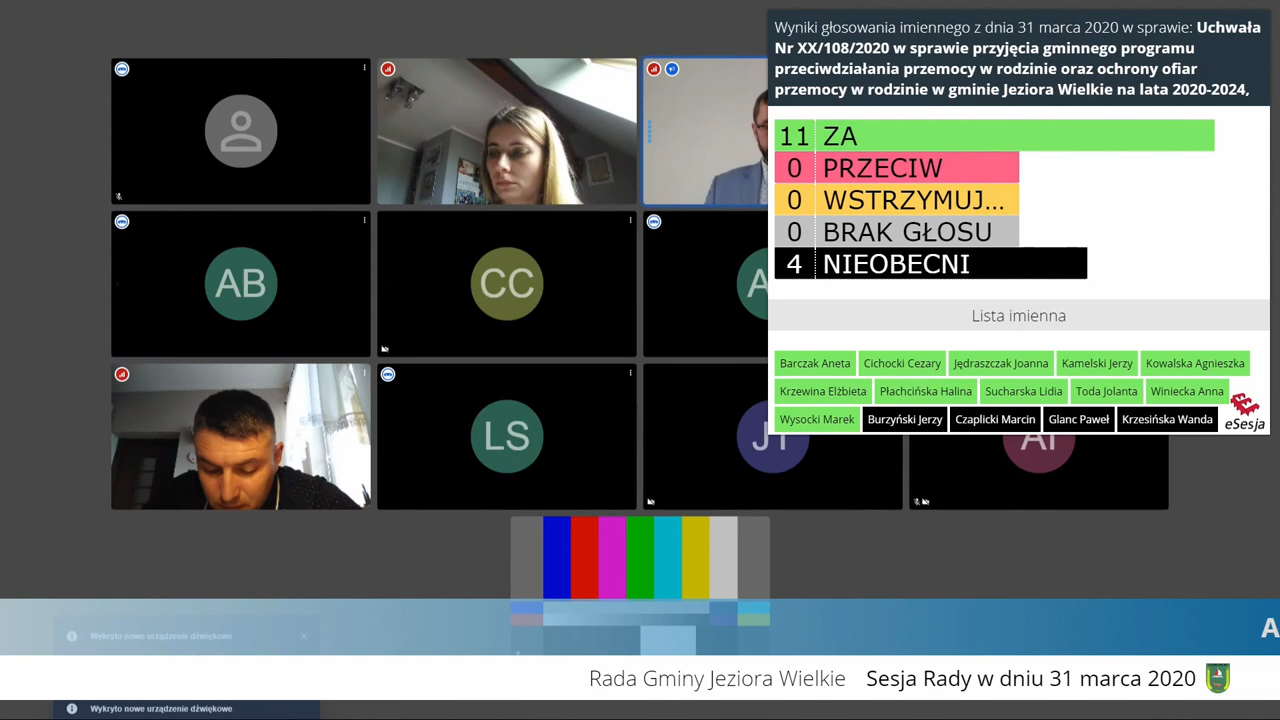 Wyniki głosowania imiennego z dnia 31 marca 2020 w sprawie: Uchwała
Nr XX/108/2020 w sprawie przyjęcia gminnego programu
przeciwdziałania przemocy w rodzinie oraz ochrony ofiar
przemocy w rodzinie w gminie Jeziora Wielkie na lata 2020-2024,
11 ZA
0 PRZECIW
0 WSTRZYMUJ...
0 BRAK GŁOSU
4 NIEOBECNI
Lista imienna
Barczak Aneta Cichocki Cezary Jędraszczak Joanna Kamelski Jerzy Kowalska Agnieszka
Krzewina Elżbieta Płachcińska Halina Sucharska Lidia Toda Jolanta Winiecka Anna
Wysocki Marek Burzyński Jerzy Czaplicki Marcin Glanc Paweł Krzesińska Wanda
eSesja
AB
CC
A
LS
JT
Wykryto nowe urządzenie dźwiękowe
A
Rada Gminy Jeziora Wielkie Sesja Rady w dniu 31 marca 2020
Wykryto nowe urządzenie dźwiękowe